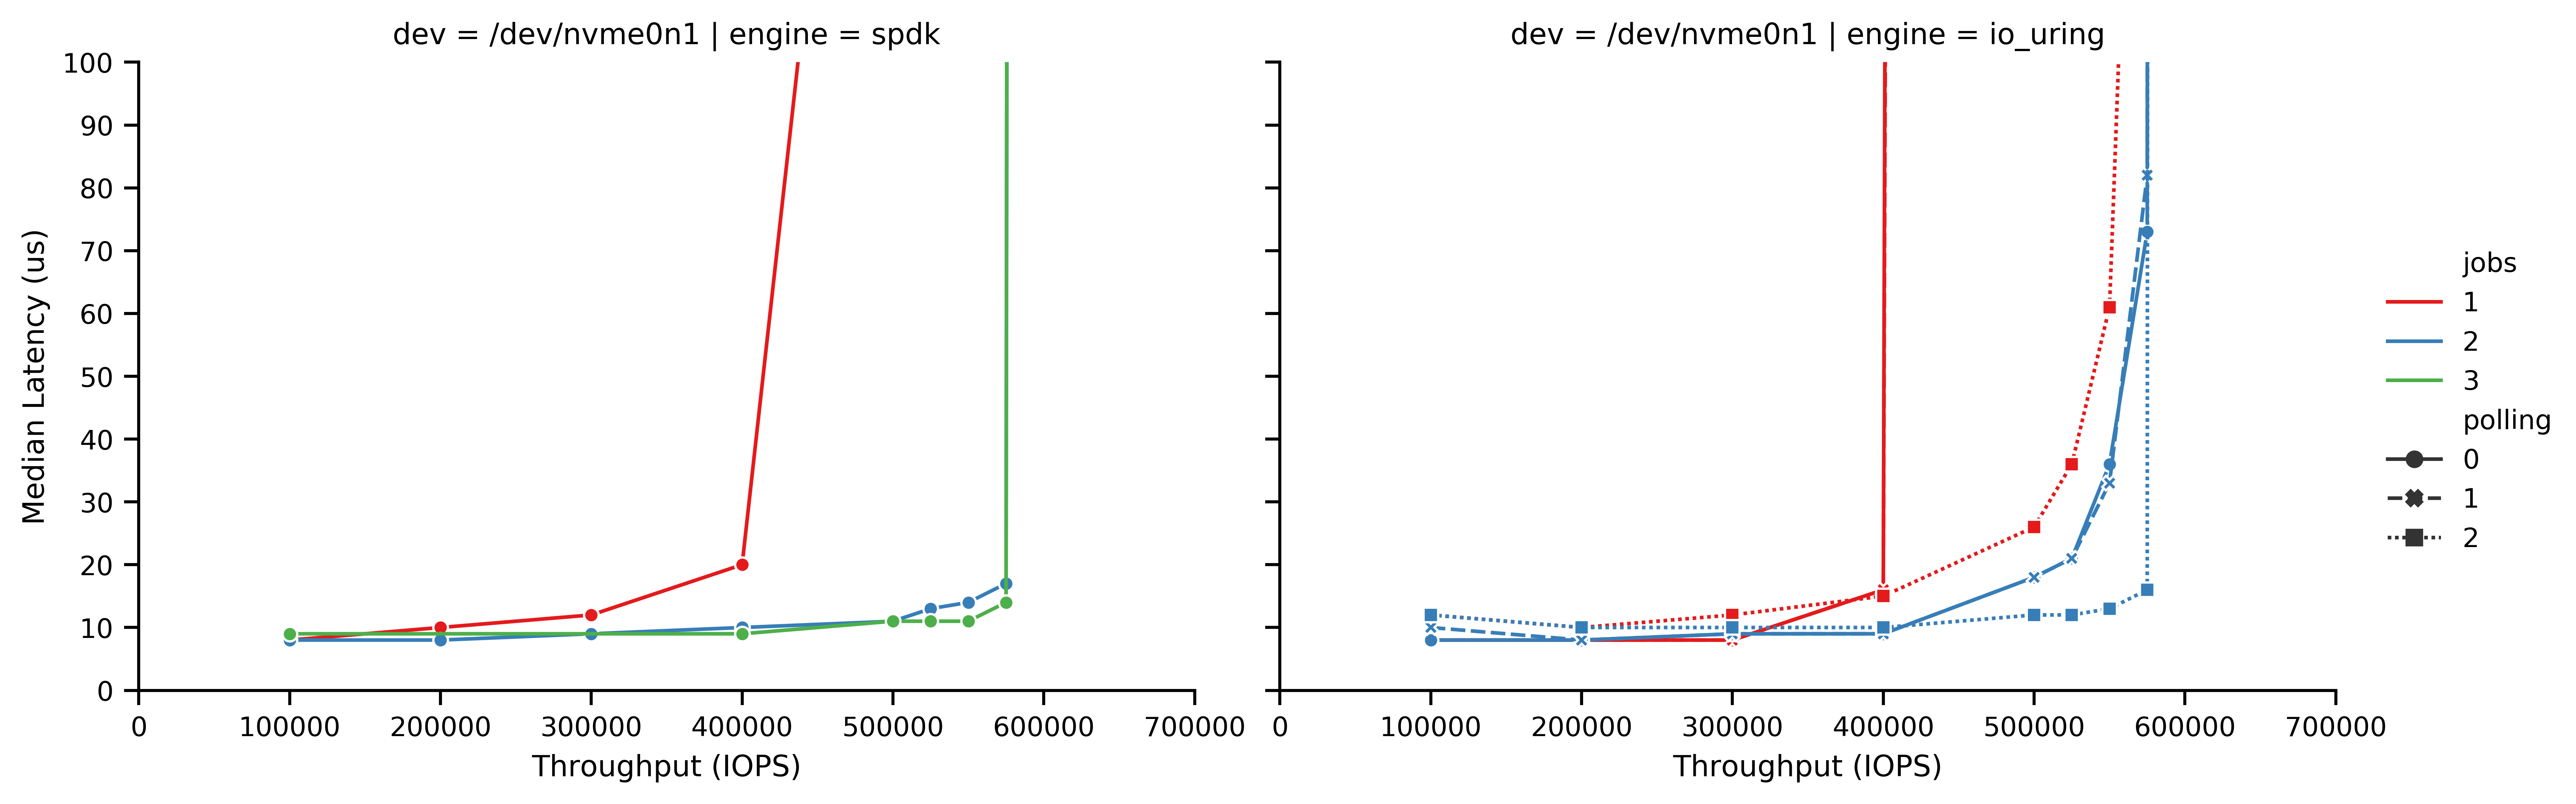 dev = /dev/nvme0n1 | engine = spdk
dev = /dev/nvme0n1 | engine = io_uring
Median Latency (us)
100
90
80
70
60
50
40
30
20
10
0
0 100000 200000 300000 400000 500000 600000 700000
Throughput (IOPS)
0 100000 200000 300000 400000 500000 600000 700000
Throughput (IOPS)
jobs
1
2
3
polling
0
1
2